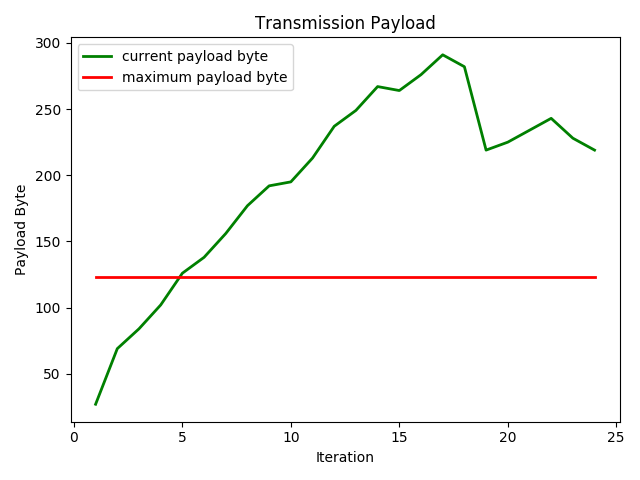 Transmission Payload
current payload byte
maximum payload byte
Payload Byte
300
250
200
150
100
50
0 5 10 15 20 25
Iteration